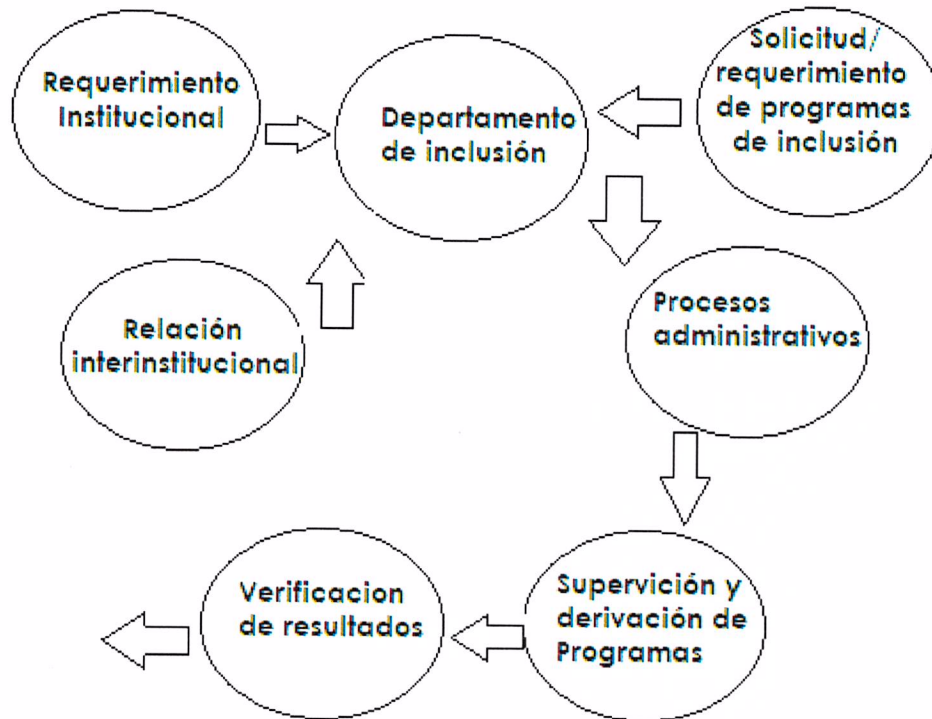 Requerimiento
Institucional
Departamento
de inclusión
Solicitud/
requerimiento
de programas
de inclusión
Relación
interinstitucional
Procesos
administrativos
Verificacion
de resultados
Supervición y
derivación de
Programas